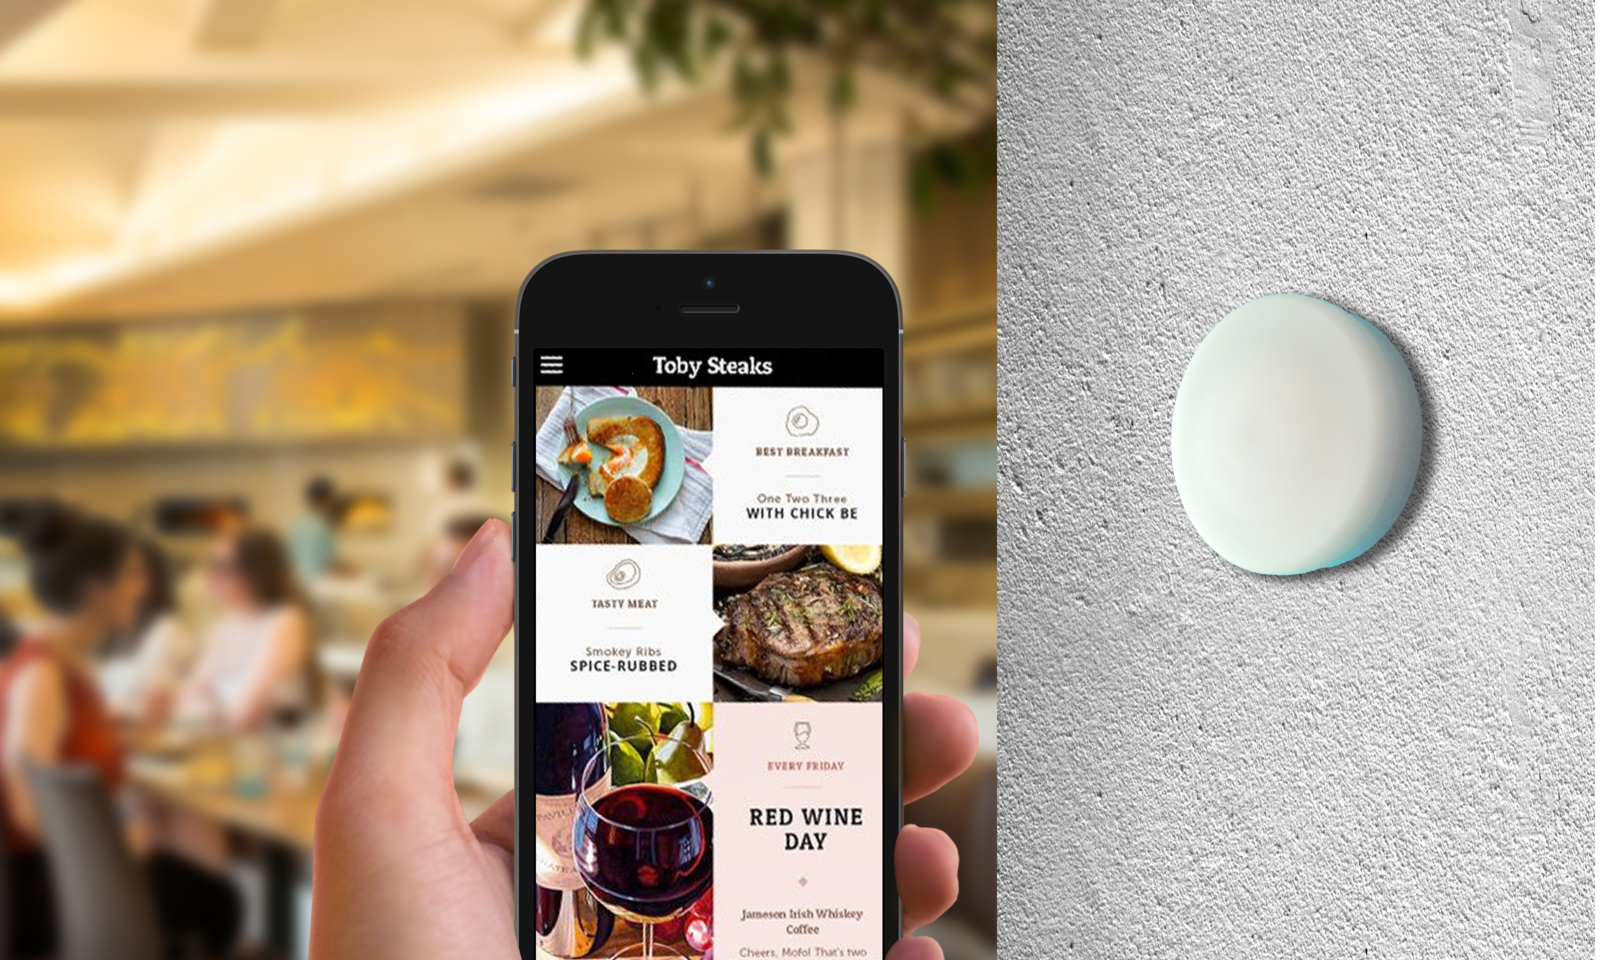 Toby Steaks
BEST BREAKFAST
One Two Three
WITH CHICK BE
TASTY MEAT
Smokey Ribs
SPICE-RUBBED
EVERY FRIDAY
RED WINE
DAY
Jameson Irish Whiskey
Coffee
Cheers, Mofo! That's two